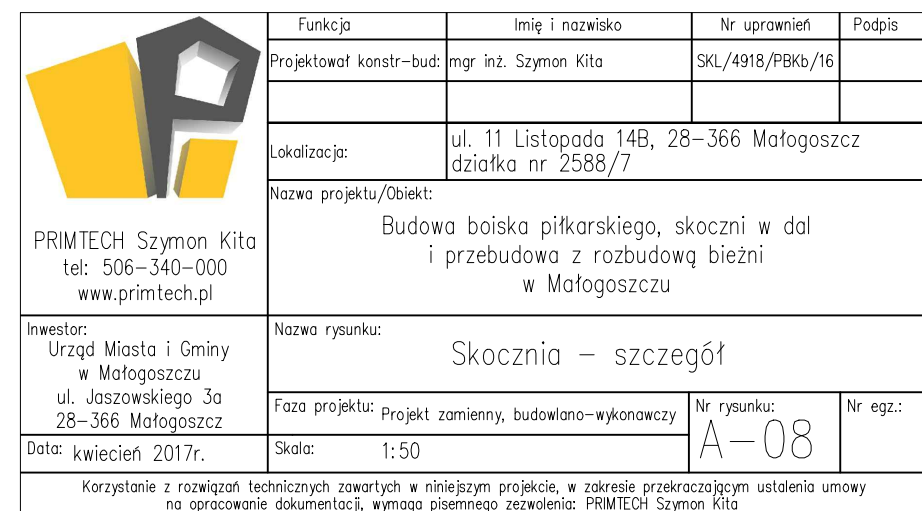 Funkcja Imię i nazwisko Nr uprawnień Podpis
Projektował konstr-bud: mgr inż. Szymon Kita SKL/4918/PBKb/16
Lokalizacja: ul. 11 Listopada 14B, 28-366 Małogoszcz
działka nr 2588/7
PRIMTECH Szymon Kita
tel: 506-340-000
www.primtech.pl
Nazwa projektu/Obiekt:
Budowa boiska piłkarskiego, skoczni w dal
i przebudowa z rozbudową bieżni
w Małogoszczu
Inwestor:
Urząd Miasta i Gminy
w Małogoszczu
ul. Jaszowskiego 3a
28-366 Małogoszcz
Nazwa rysunku:
Skocznia - szczegół
Faza projektu: Projekt zamienny, budowlano-wykonawczy
Nr rysunku:
A-08
Nr egz.:
Data: kwiecień 2017r.
Skala: 1:50
Korzystanie z rozwiązań technicznych zawartych w niniejszym projekcie, w zakresie przekraczającym ustalenia umowy
na opracowanie dokumentacji, wymaga pisemnego zezwolenia: PRIMTECH Szymon Kita